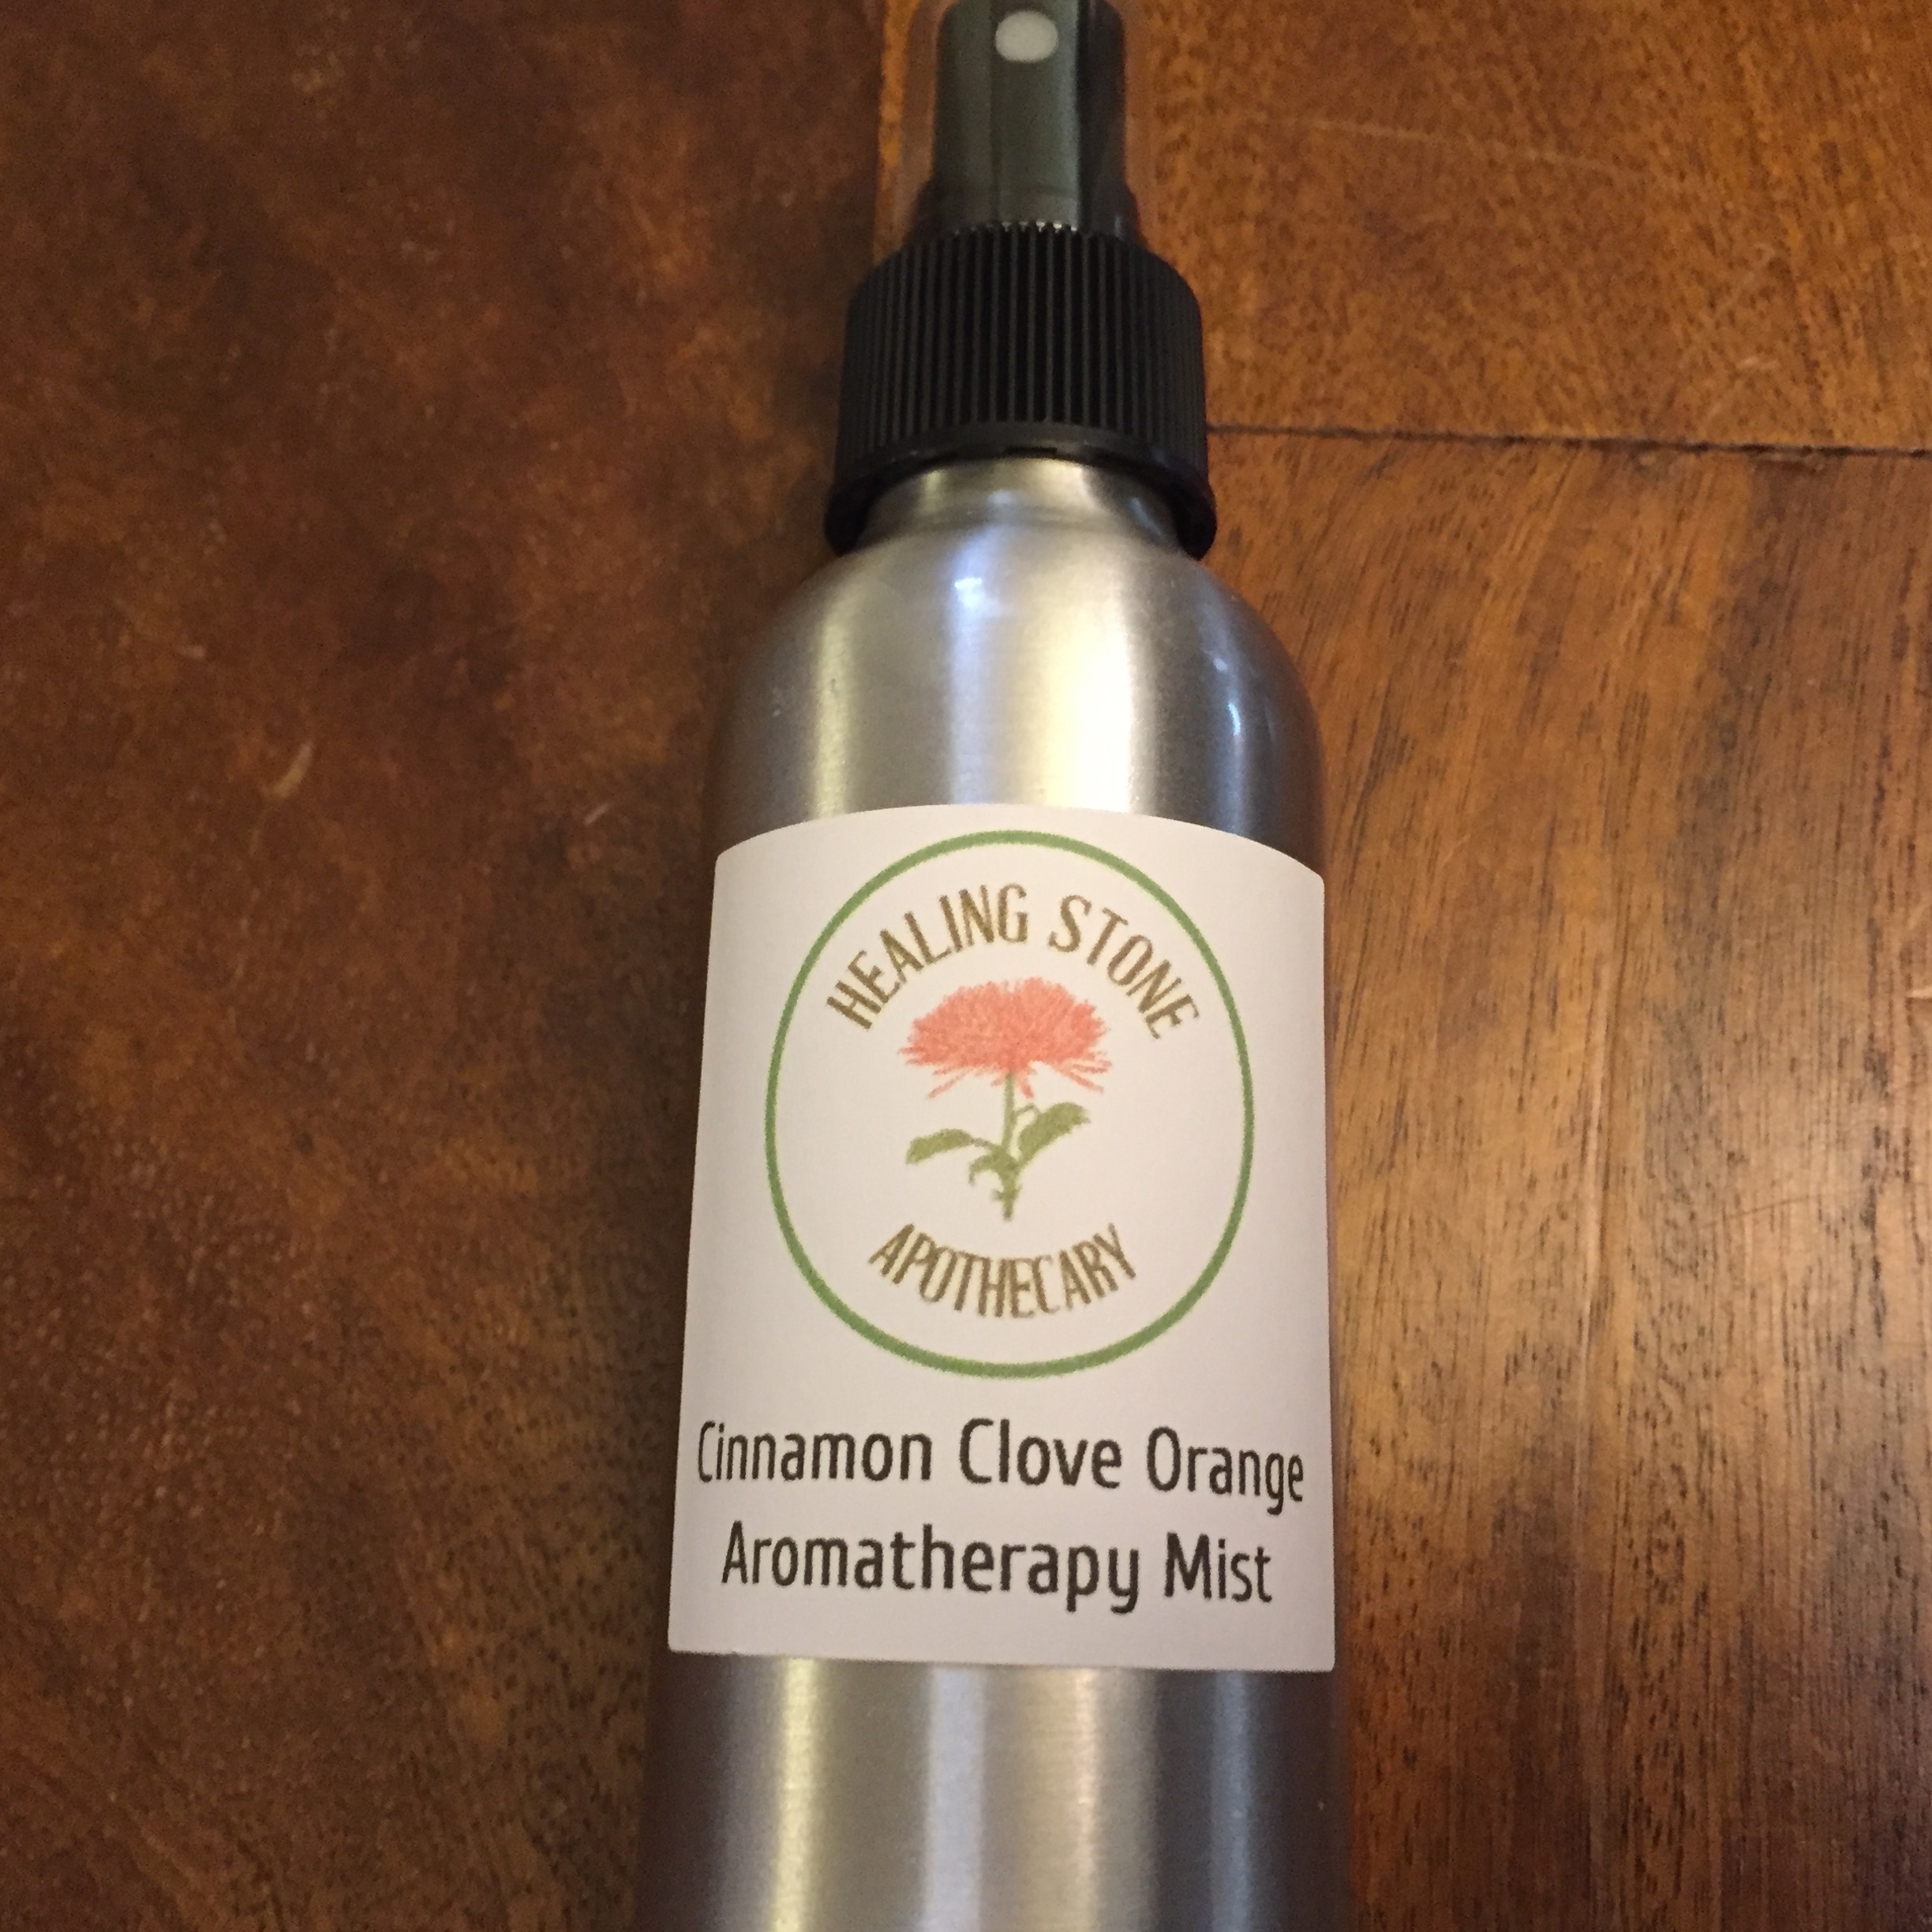 HEALING STONE
APOTHECARY
Cinnamon Clove Orange
Aromatherapy Mist